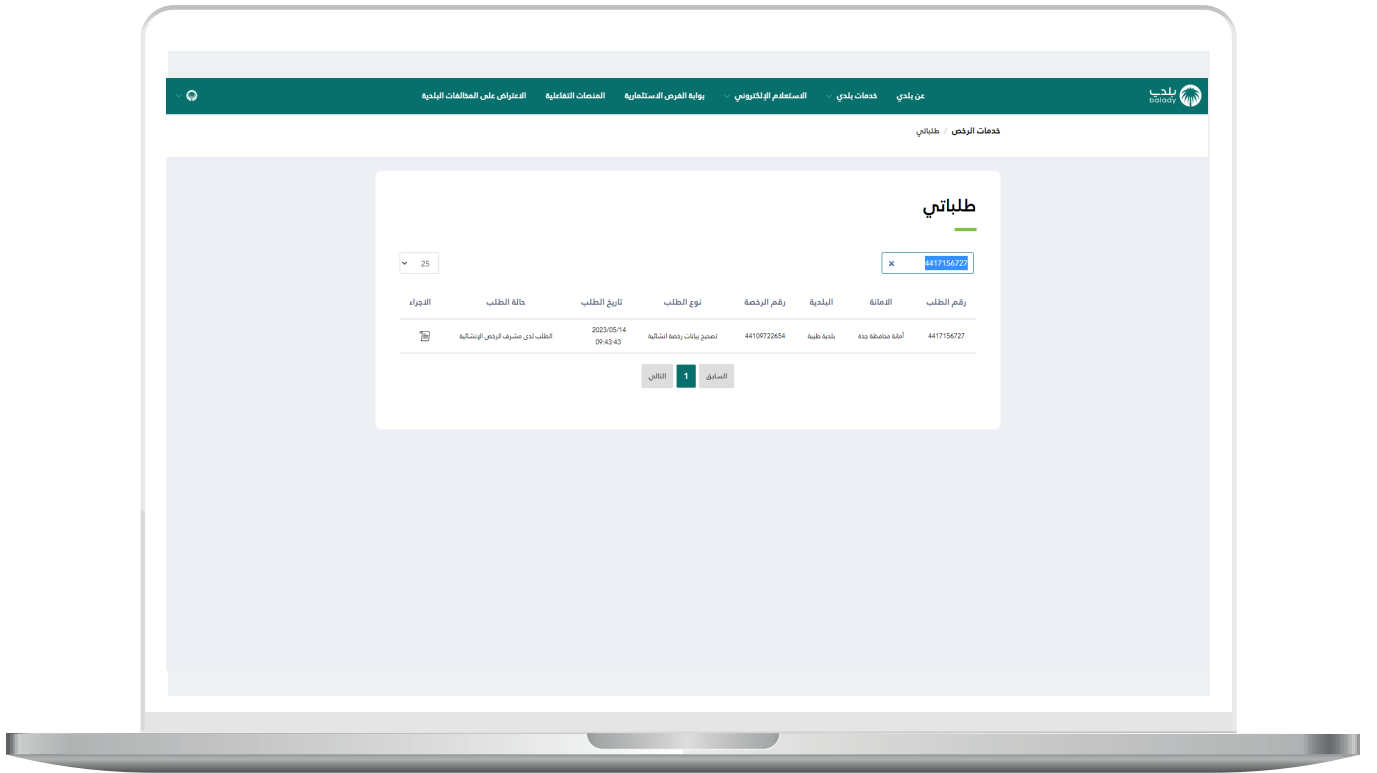 بلدي
balady
عن بلدي
خدمات بلدي
الاستعلام الإلكتروني
بوابة الفرص الاستثمارية
المنصات التفاعلية
الاعتراض على المخالفات البلدية
خدمات الرخص / طلباتي
طلباتي
4417156727 ×
25
رقم الطلب الامانة البلدية رقم الرخصة نوع الطلب تاريخ الطلب حالة الطلب الاجراء
4417156727 أمانة محافظة جدة بلدية طيبة 44109722654 تصحيح بيانات رخصة انشائية 2023/05/14 الطلب لدى مشرف الرخص الإنشائية
09:43:43
السابق 1 التالي